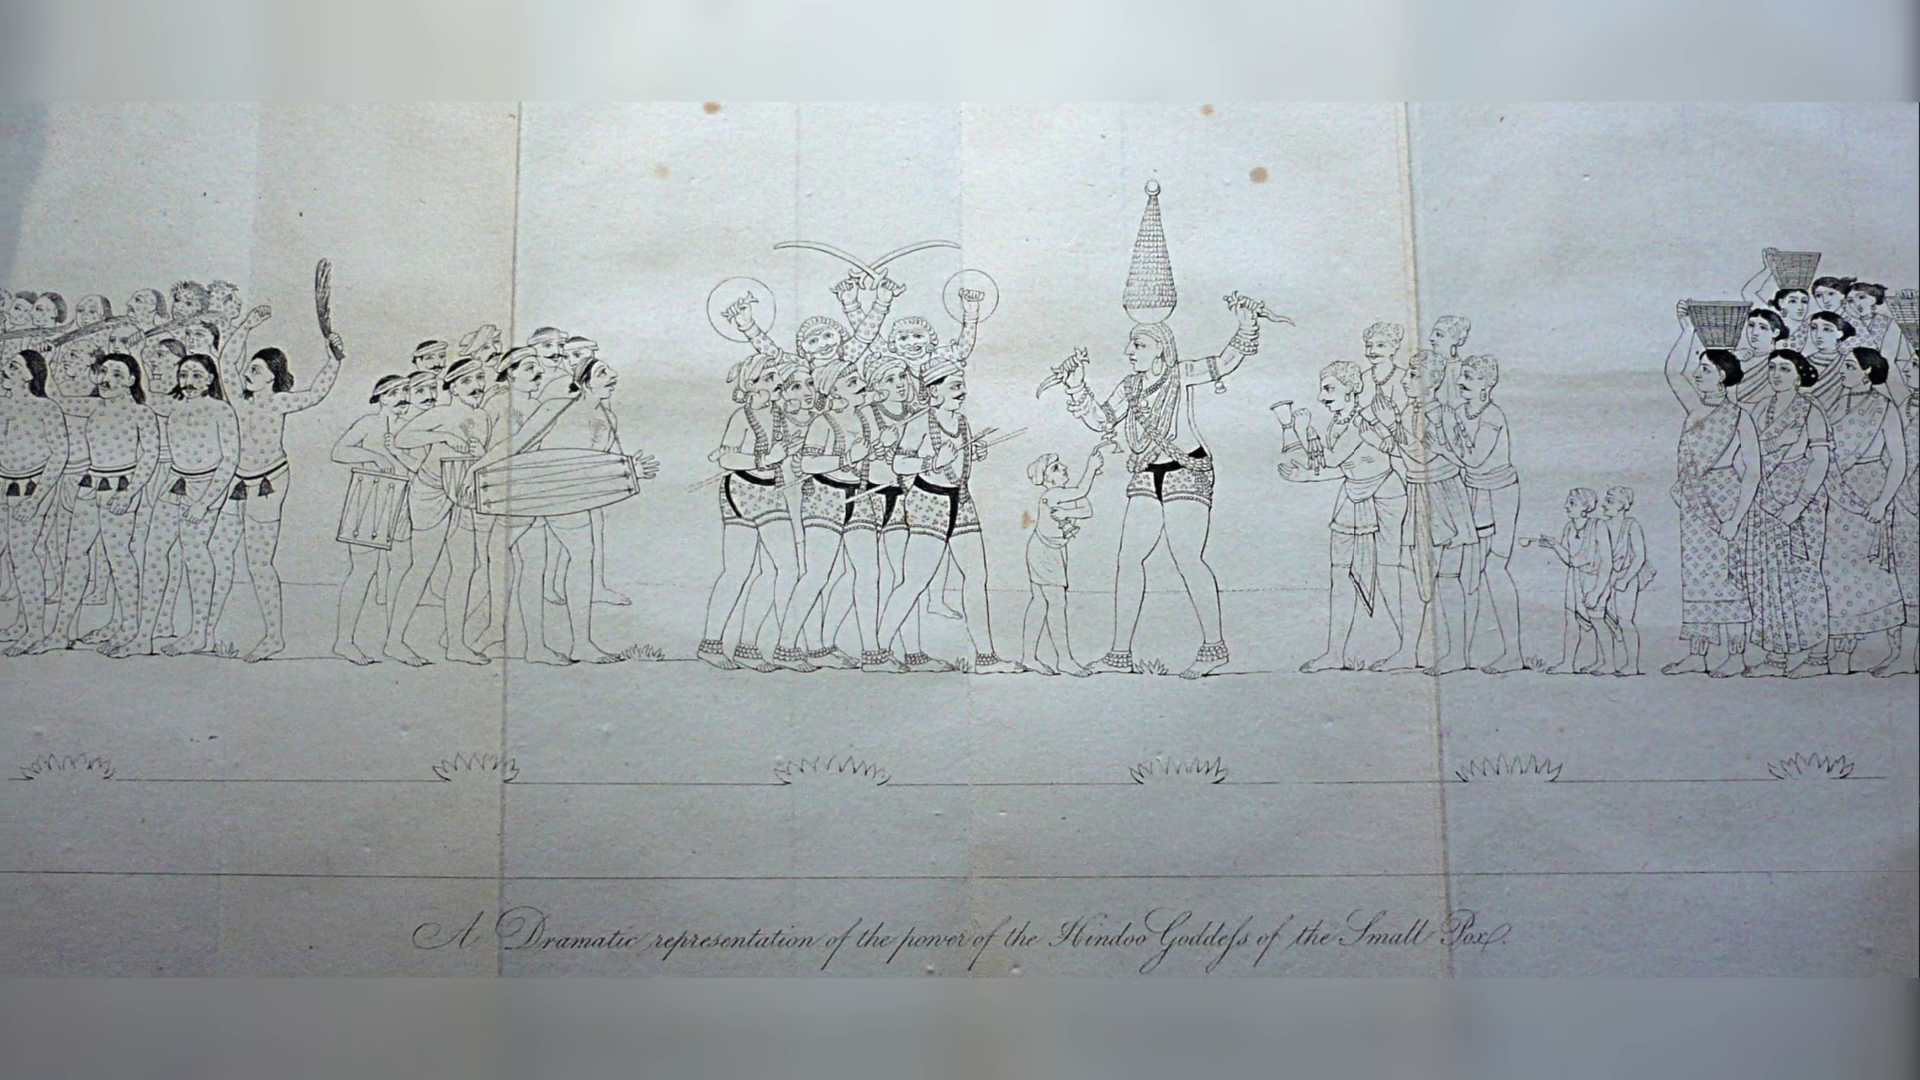 A Dramatic representation of the power of the Hindoo Goddeſs of the Small Pox.